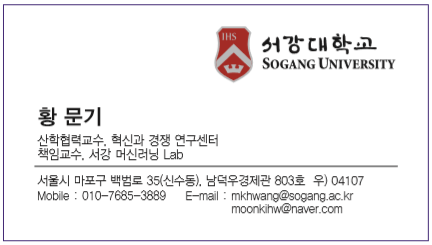 IHS
서강대학교
SOGANG UNIVERSITY
황 문기
산학협력교수, 혁신과 경쟁 연구센터
책임교수, 서강 머신러닝 Lab
서울시 마포구 백범로 35(신수동), 남덕우경제관 803호 우) 04107
Mobile : 010-7685-3889 E-mail : mkhwang@sogang.ac.kr
moonkihw@naver.com